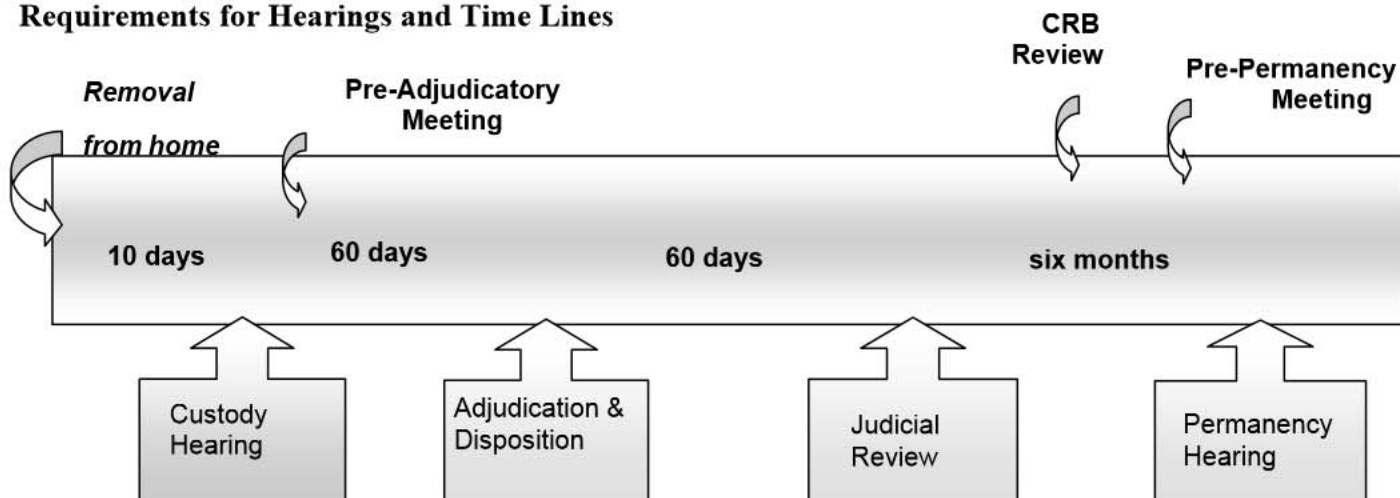 Requirements for Hearings and Time Lines
Removal
from home
Pre-Adjudicatory
Meeting
CRB
Review
Pre-Permanency
Meeting
10 days
60 days
60 days
six months
Custody
Hearing
Adjudication &
Disposition
Judicial
Review
Permanency
Hearing